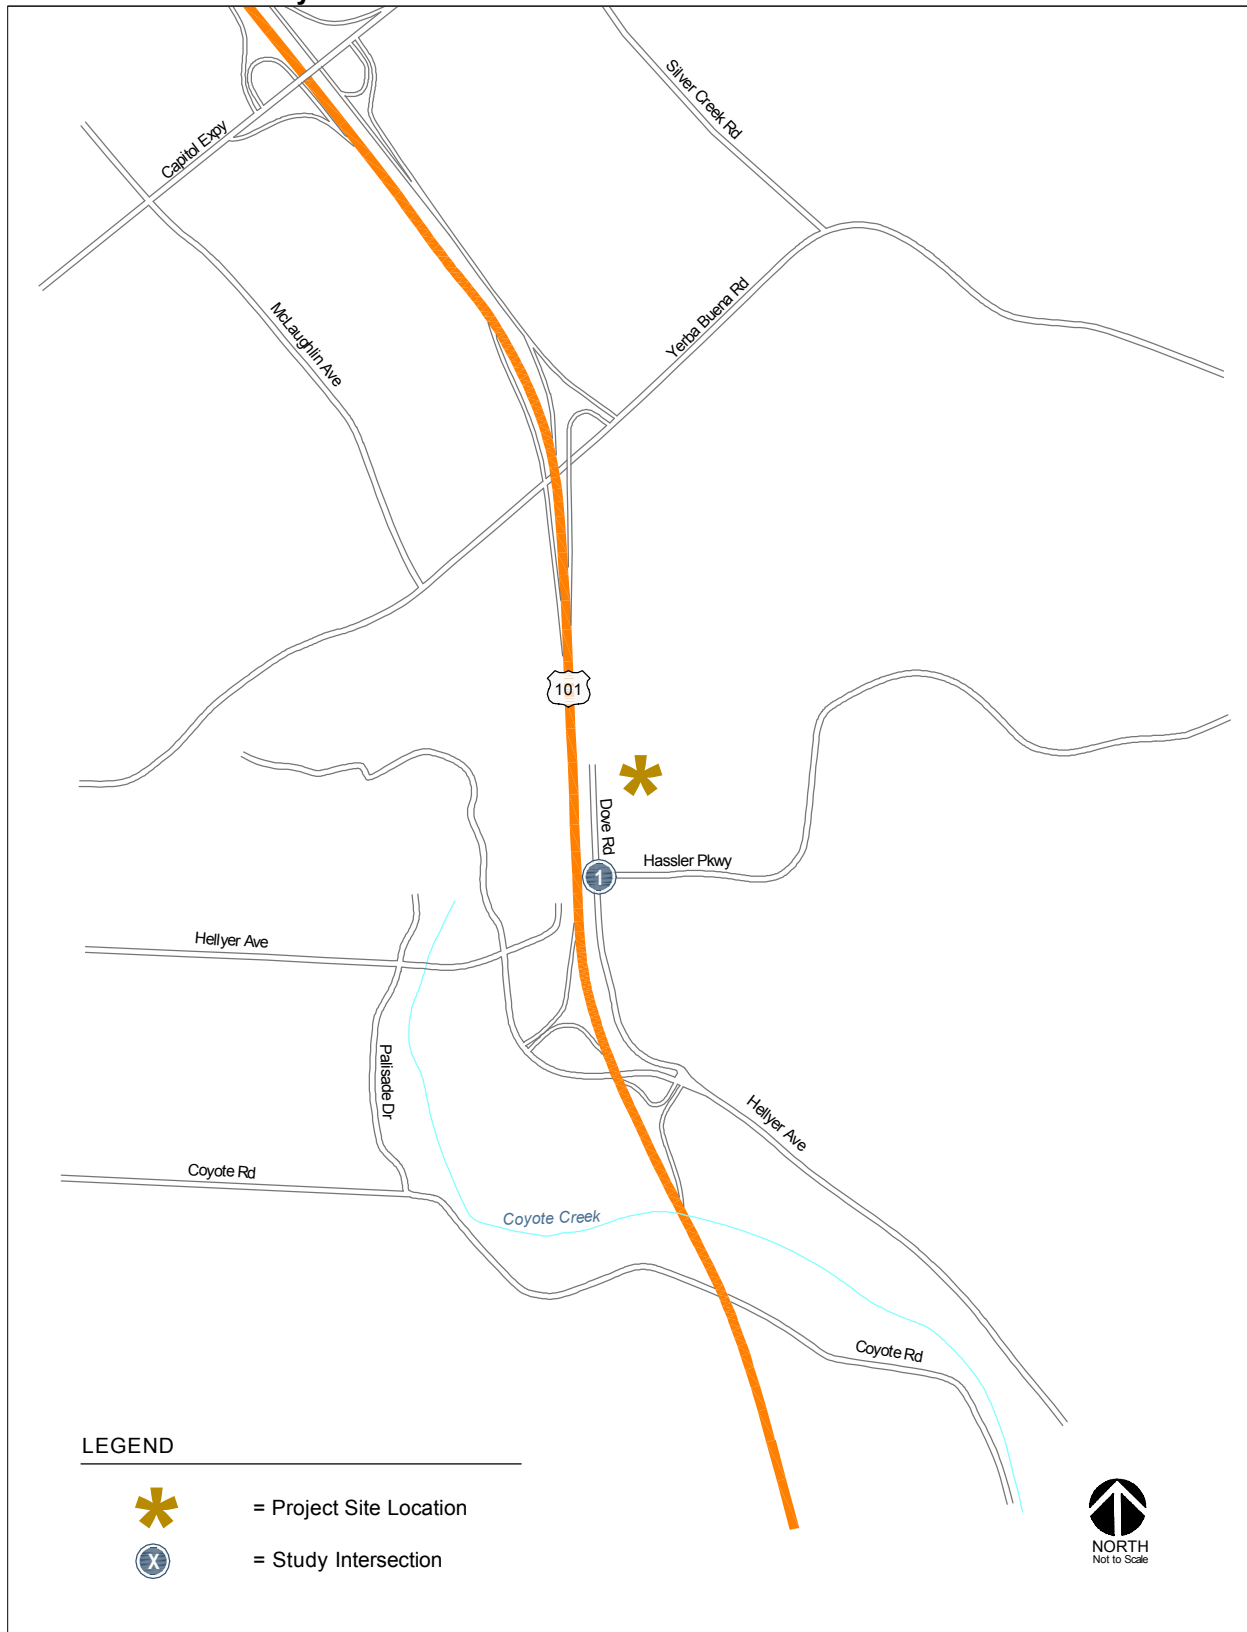 Silver Creek Rd
Capitol Expy
McLaughlin Ave
Yerba Buena Rd
101
Dove Rd
Hassler Pkwy
1
Hellyer Ave
Palisade Dr
Hellyer Ave
Coyote Rd
Coyote Creek
Coyote Rd
LEGEND
= Project Site Location
X
= Study Intersection
NORTH
Not to Scale